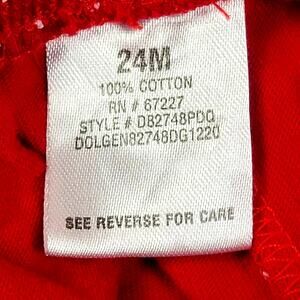 24M
100% COTTON
RN # 67227
STYLE # D82748PDQ
DOLGEN82748DG1220
SEE REVERSE FOR CARE